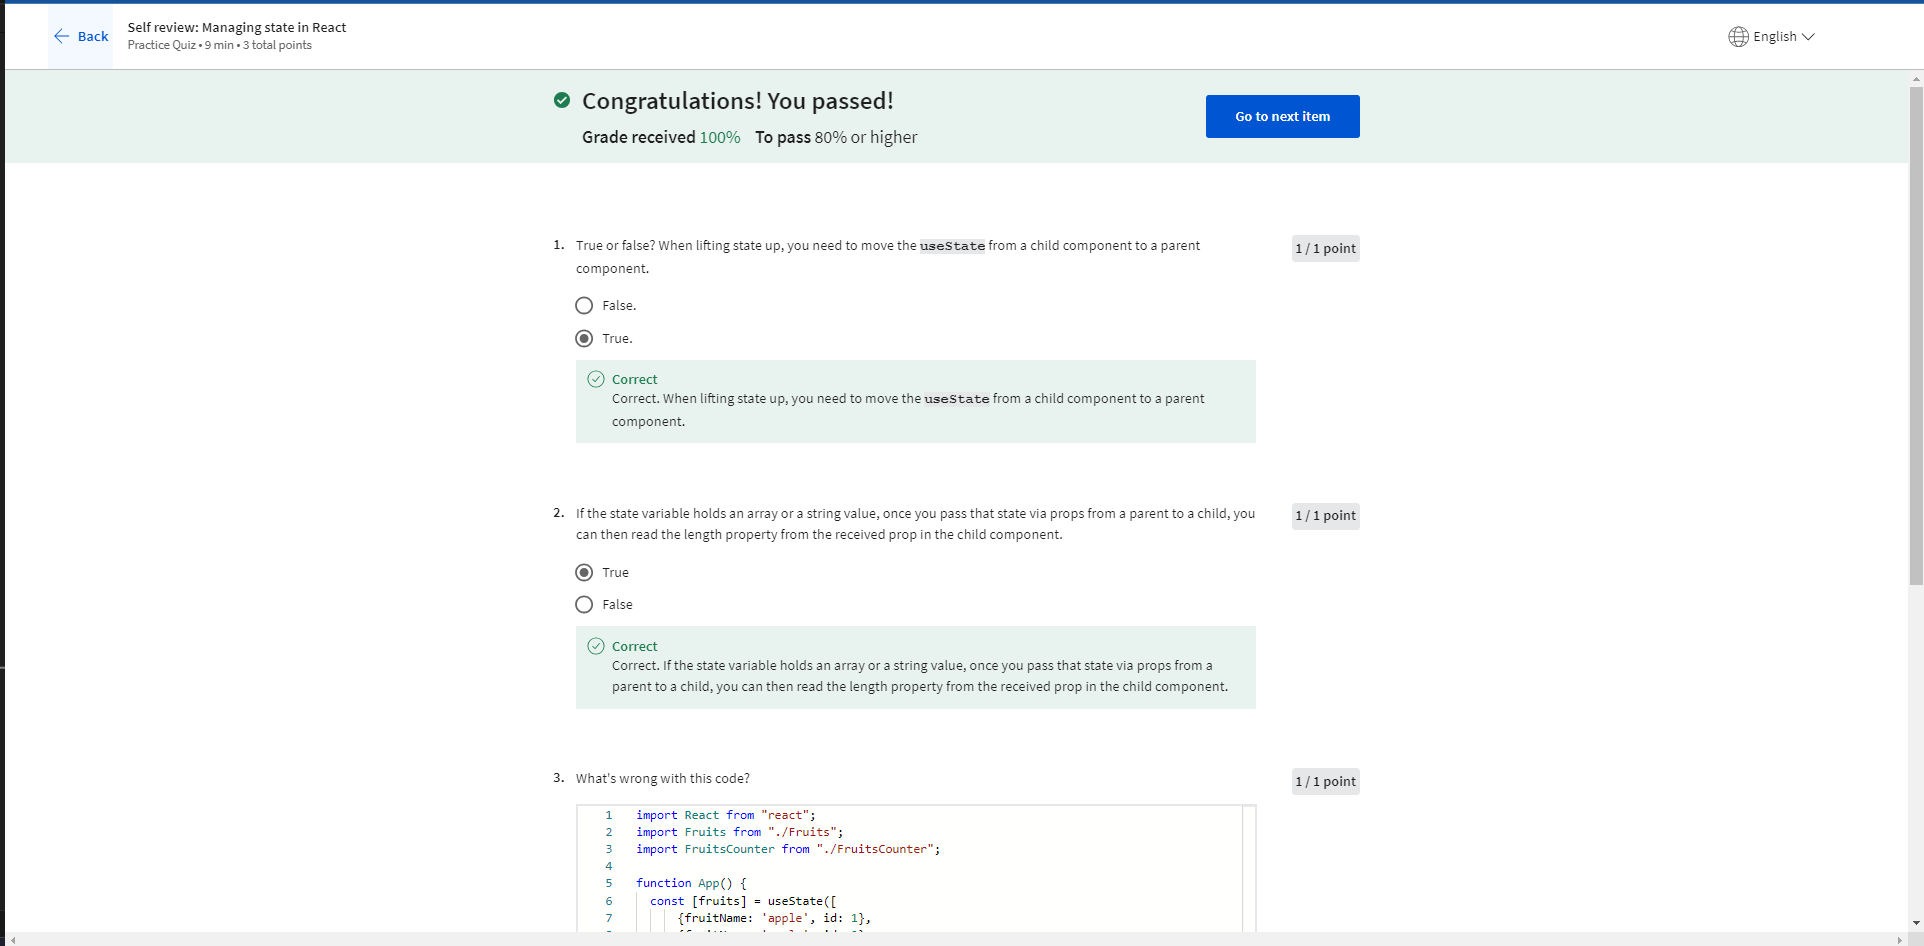 Back
Self review: Managing state in React
Practice Quiz • 9 min • 3 total points
English
Congratulations! You passed!
Grade received 100% To pass 80% or higher
Go to next item
1. True or false? When lifting state up, you need to move the useState from a child component to a parent
component.
1 / 1 point
False.
True.
Correct
Correct. When lifting state up, you need to move the useState from a child component to a parent
component.
2. If the state variable holds an array or a string value, once you pass that state via props from a parent to a child, you
can then read the length property from the received prop in the child component.
1 / 1 point
True
False
Correct
Correct. If the state variable holds an array or a string value, once you pass that state via props from a
parent to a child, you can then read the length property from the received prop in the child component.
3. What's wrong with this code?
1 / 1 point
1 import React from "react";
2 import Fruits from "./Fruits";
3 import FruitsCounter from "./FruitsCounter";
4
5 function App() {
6 const [fruits] = useState([
7 {fruitName: 'apple', id: 1},